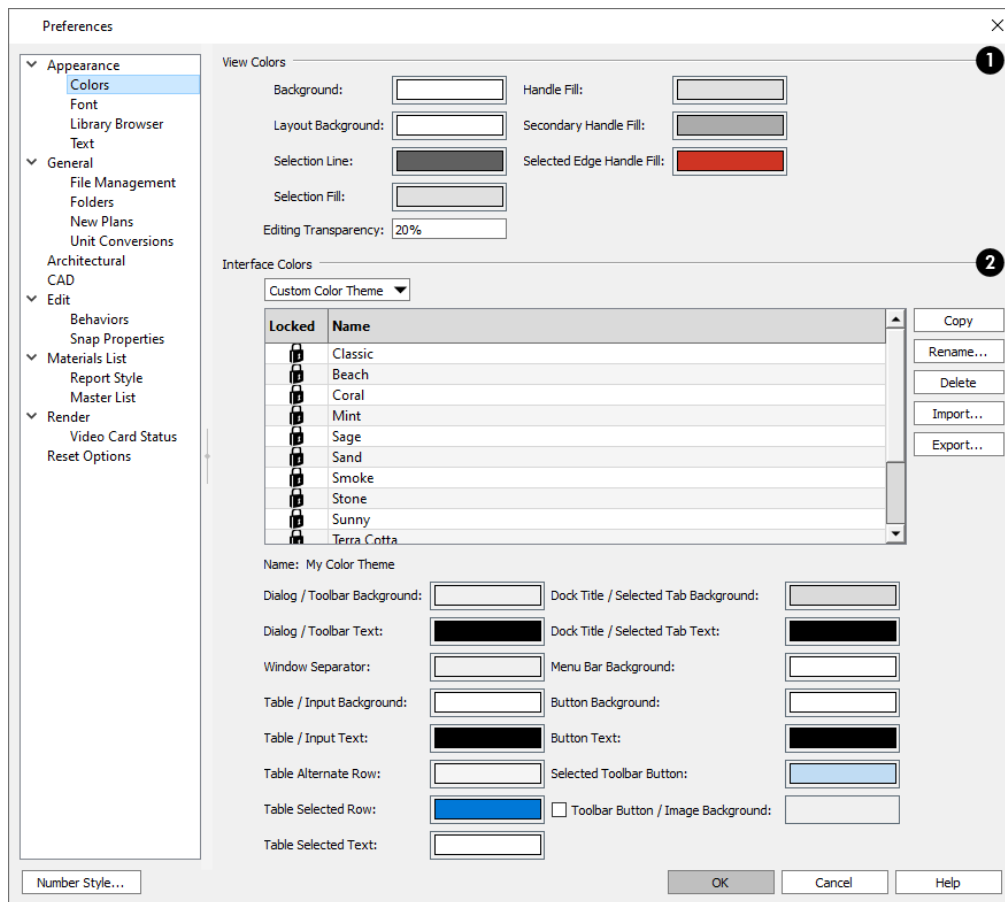 Preferences
Appearance
Colors
Font
Library Browser
Text
General
File Management
Folders
New Plans
Unit Conversions
Architectural
CAD
Edit
Behaviors
Snap Properties
Materials List
Report Style
Master List
Render
Video Card Status
Reset Options
View Colors
1
Background:
Handle Fill:
Layout Background:
Secondary Handle Fill:
Selection Line:
Selected Edge Handle Fill:
Selection Fill:
Editing Transparency: 20%
Interface Colors
2
Custom Color Theme
Locked Name
Classic
Beach
Coral
Mint
Sage
Sand
Smoke
Stone
Sunny
Terra Cotta
Copy
Rename...
Delete
Import...
Export...
Name: My Color Theme
Dialog / Toolbar Background:
Dock Title / Selected Tab Background:
Dialog / Toolbar Text:
Dock Title / Selected Tab Text:
Window Separator:
Menu Bar Background:
Table / Input Background:
Button Background:
Table / Input Text:
Button Text:
Table Alternate Row:
Selected Toolbar Button:
Table Selected Row:
Toolbar Button / Image Background:
Table Selected Text:
Number Style...
OK
Cancel
Help